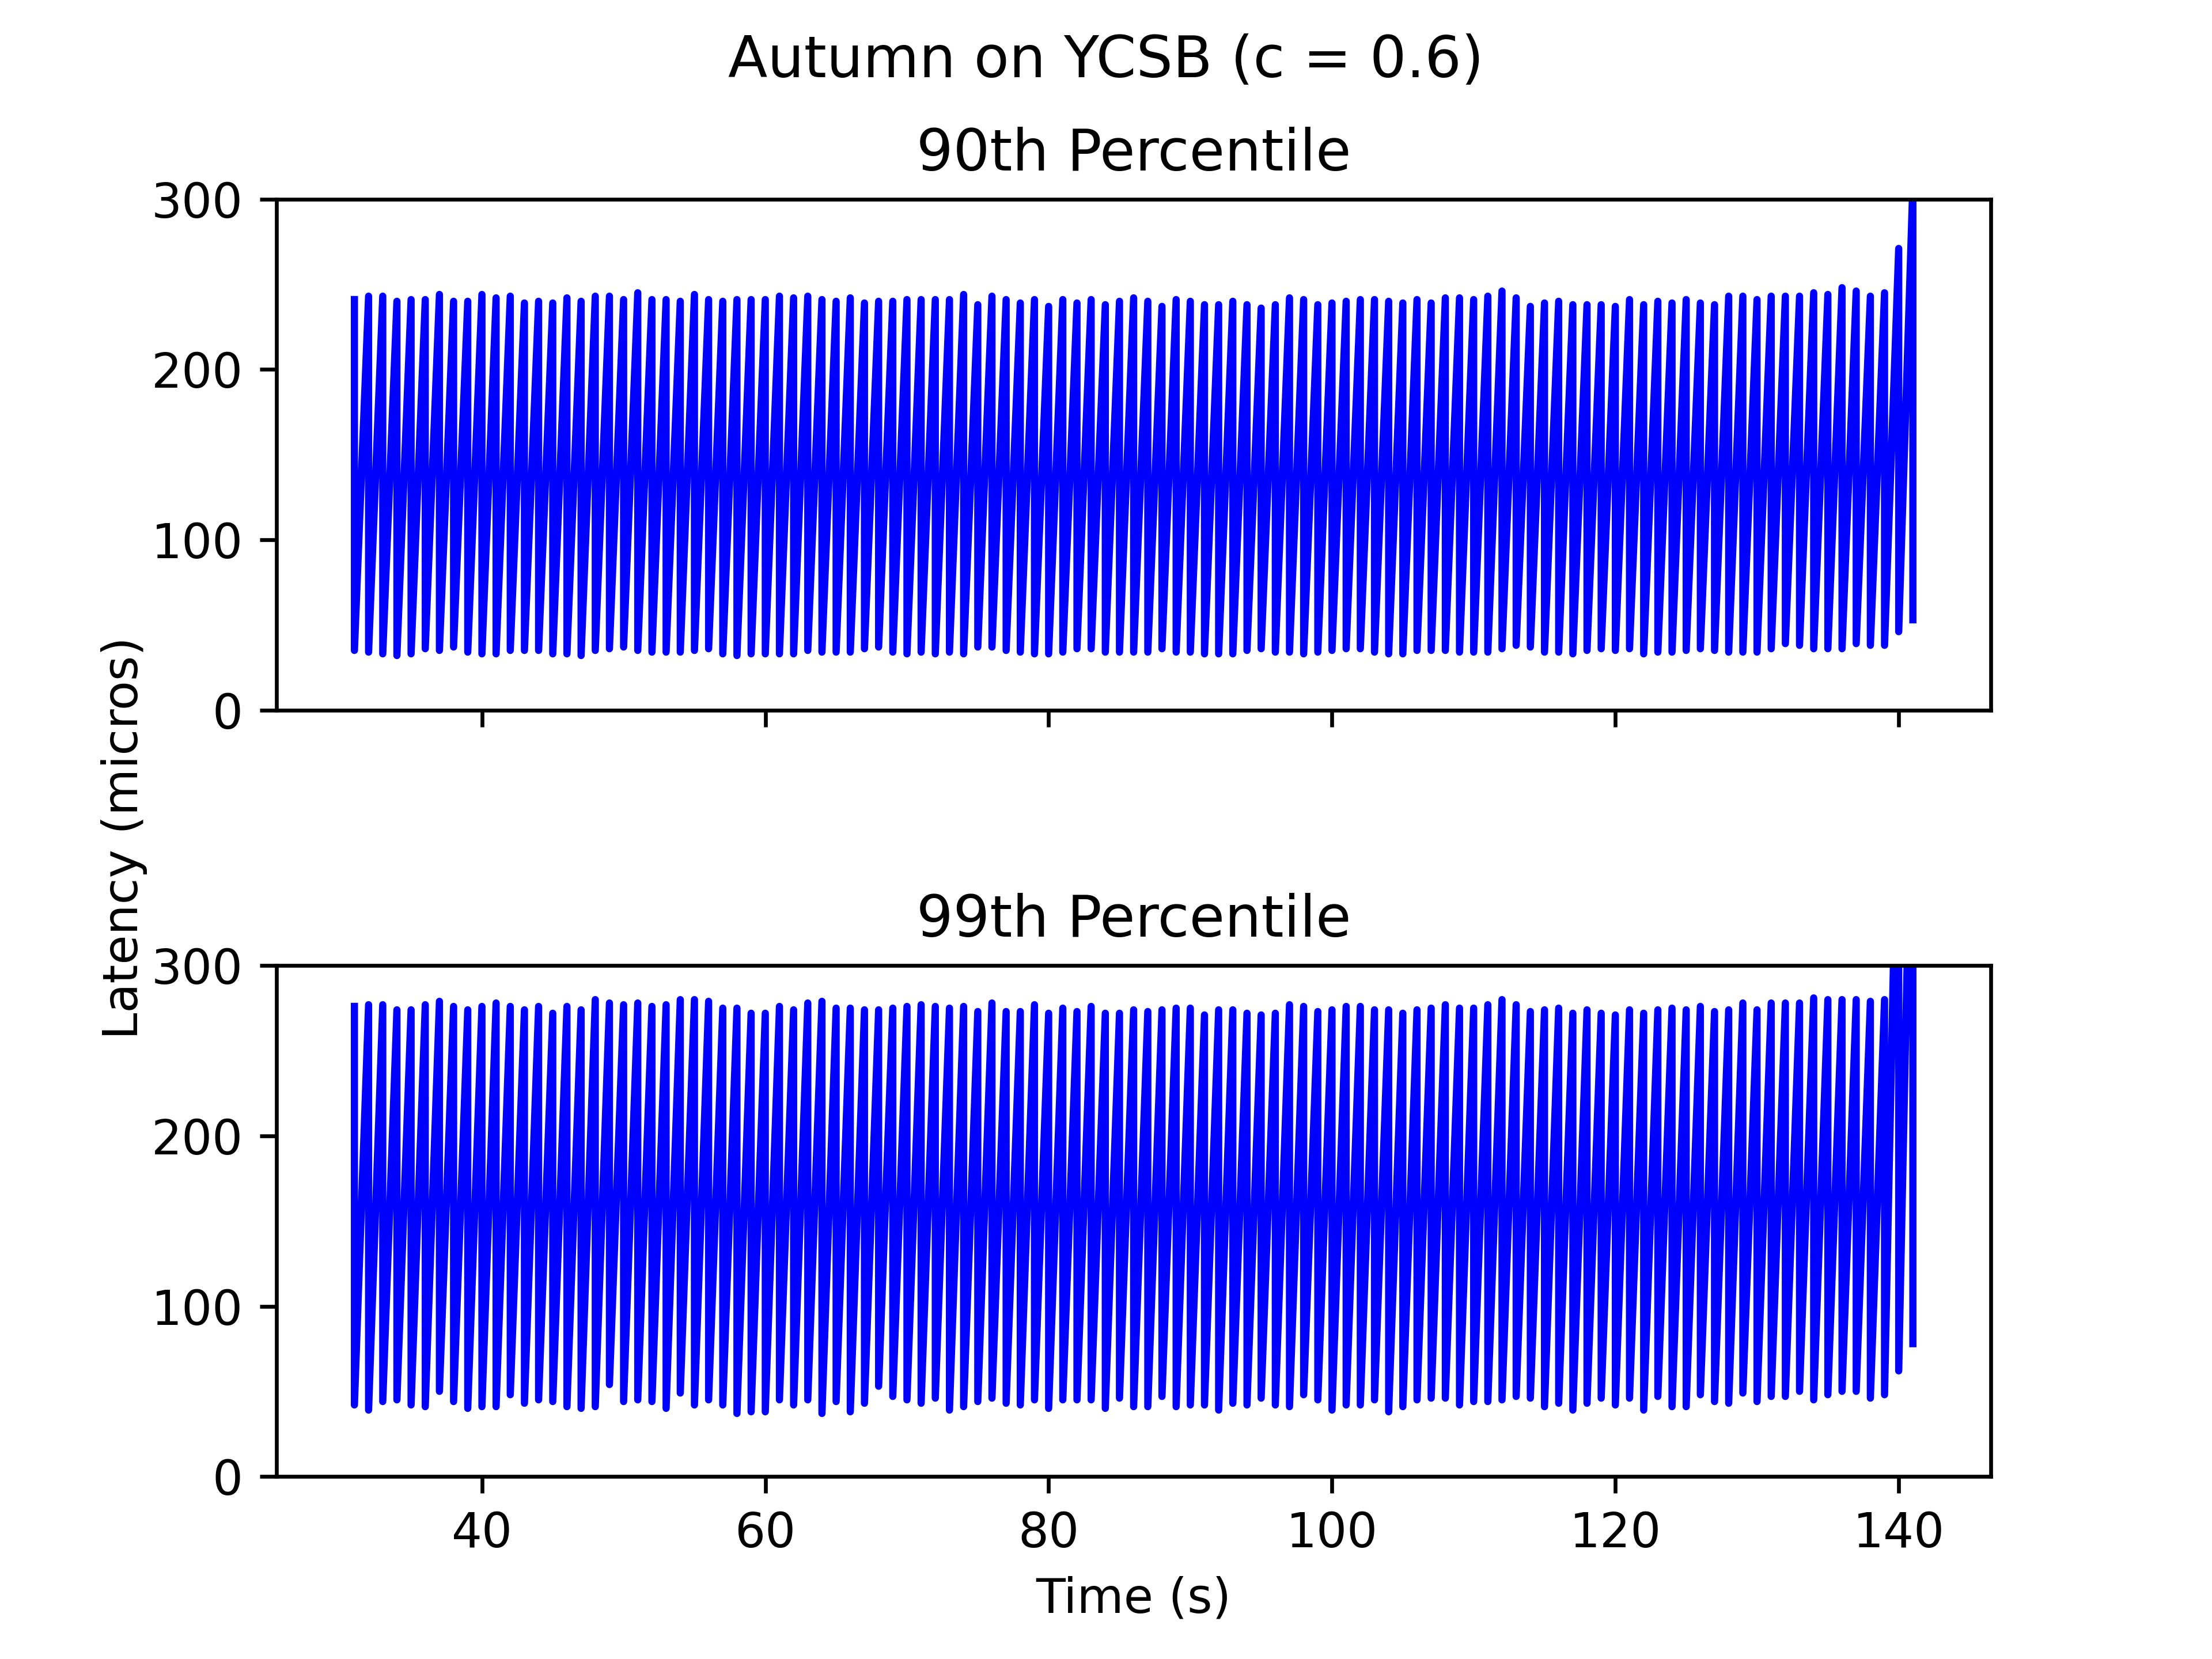 Autumn on YCSB (c = 0.6)
90th Percentile
300
200
100
0
Latency (micros)
99th Percentile
300
200
100
0
40 60 80 100 120 140
Time (s)